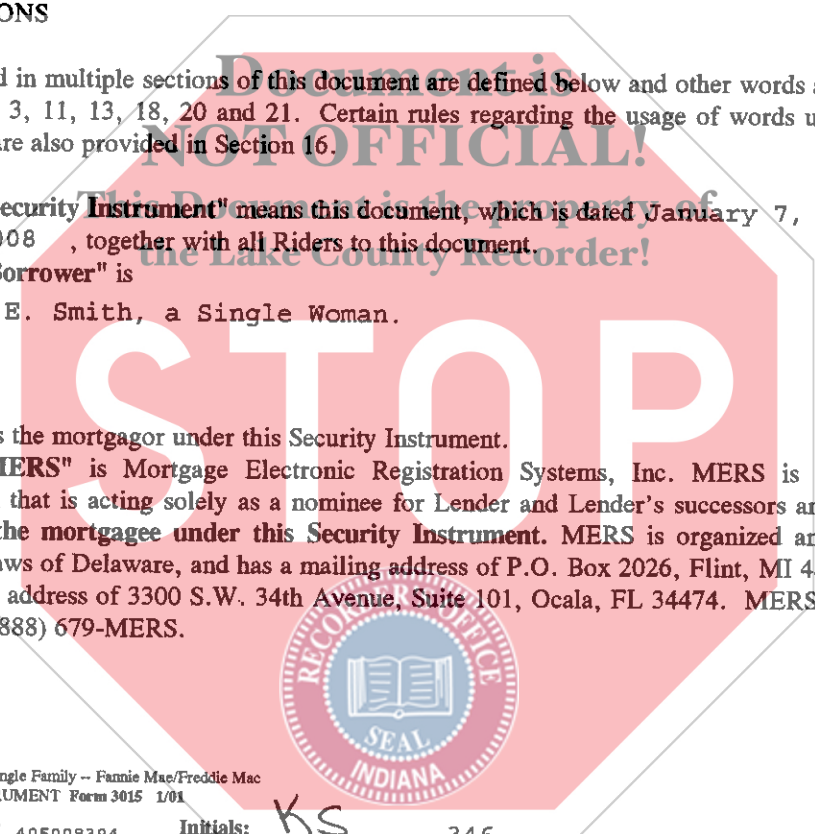 ONS
Document is
d in multiple sections of this document are defined below and other words a
3, 11, 13, 18, 20 and 21. Certain rules regarding the usage of words u
re also provided in Section 16.
NOT OFFICIAL!
This Document is the property of
ecurity Instrument" means this document, which is dated January 7,
008 , together with all Riders to this document.
the Lake County Recorder!
orrower" is
E. Smith, a Single Woman.
STOP
s the mortgagor under this Security Instrument.
MERS" is Mortgage Electronic Registration Systems, Inc. MERS is
that is acting solely as a nominee for Lender and Lender's successors an
the mortgagee under this Security Instrument. MERS is organized an
ws of Delaware, and has a mailing address of P.O. Box 2026, Flint, MI 4
address of 3300 S.W. 34th Avenue, Suite 101, Ocala, FL 34474. MERS
888) 679-MERS.
RECORDER'S OFFICE
SEAL
INDIANA
ngle Family -- Fannie Mae/Freddie Mac
UMENT Form 3015 1/01
Initials: KS
346